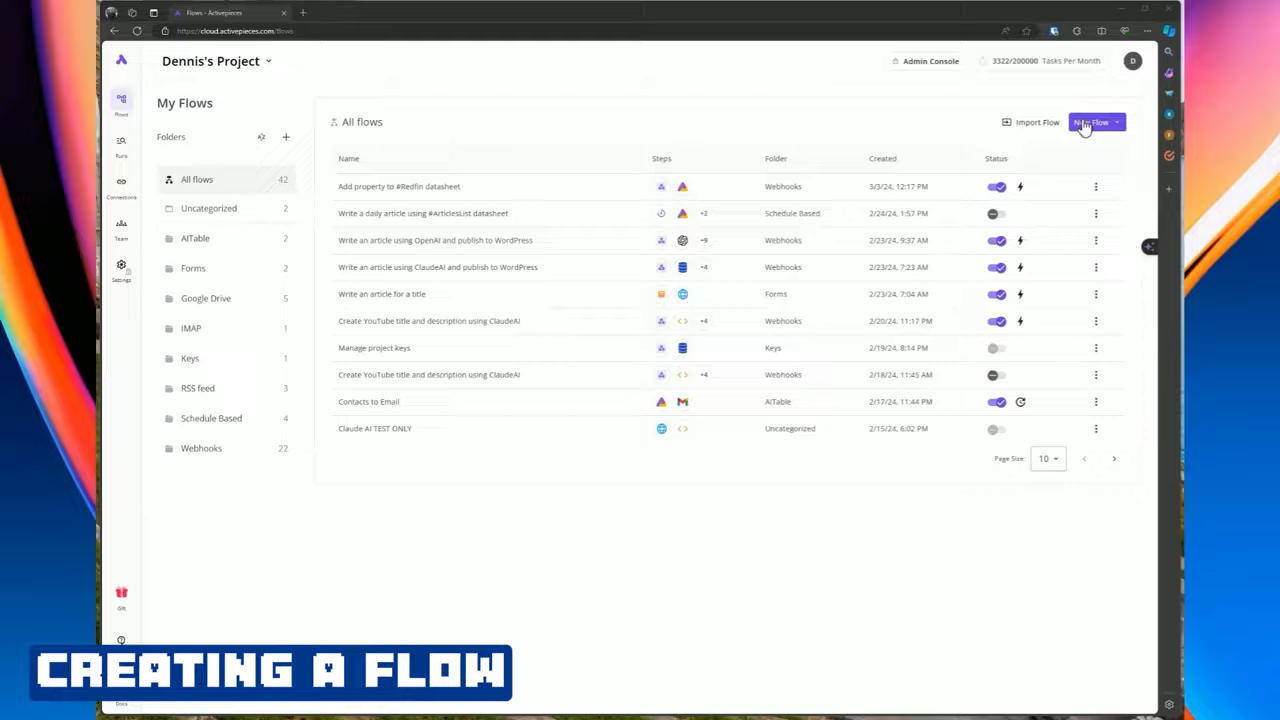 Flows - Activepieces
https://cloud.activepieces.com/flows
Dennis's Project
Admin Console
3322/200000 Tasks Per Month
D
Flows
Runs
Connections
Team
Settings
Gift
Docs
My Flows
Folders
All flows 42
Uncategorized 2
AITable 2
Forms 2
Google Drive 5
IMAP 1
Keys 1
RSS feed 3
Schedule Based 4
Webhooks 22
All flows
Import Flow
New Flow
Name Steps Folder Created Status
Add property to #Redfin datasheet Webhooks 3/3/24, 12:17 PM
Write a daily article using #ArticlesList datasheet +2 Schedule Based 2/24/24, 1:57 PM
Write an article using OpenAI and publish to WordPress +9 Webhooks 2/23/24, 9:37 AM
Write an article using ClaudeAI and publish to WordPress +4 Webhooks 2/23/24, 7:23 AM
Write an article for a title Forms 2/23/24, 7:04 AM
Create YouTube title and description using ClaudeAI +4 Webhooks 2/20/24, 11:17 PM
Manage project keys Keys 2/19/24, 8:14 PM
Create YouTube title and description using ClaudeAI +4 Webhooks 2/18/24, 11:45 AM
Contacts to Email AITable 2/17/24, 11:44 PM
Claude AI TEST ONLY Uncategorized 2/15/24, 6:02 PM
Page Size: 10
CREATING A FLOW